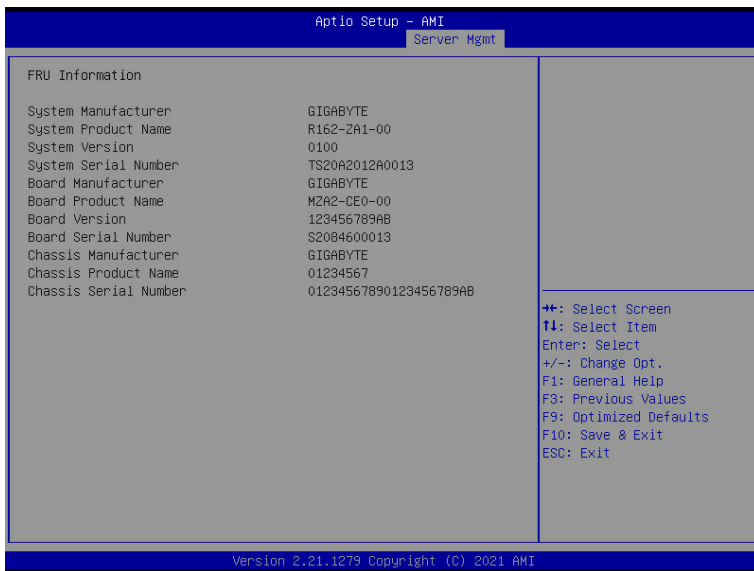 Aptio Setup – AMI
Server Mgmt
FRU Information
System Manufacturer GIGABYTE
System Product Name R162-ZA1-00
System Version 0100
System Serial Number TS20A2012A0013
Board Manufacturer GIGABYTE
Board Product Name MZA2-CE0-00
Board Version 123456789AB
Board Serial Number S2084600013
Chassis Manufacturer GIGABYTE
Chassis Product Name 01234567
Chassis Serial Number 01234567890123456789AB
→←: Select Screen
↑↓: Select Item
Enter: Select
+/-: Change Opt.
F1: General Help
F3: Previous Values
F9: Optimized Defaults
F10: Save & Exit
ESC: Exit
Version 2.21.1279 Copyright (C) 2021 AMI